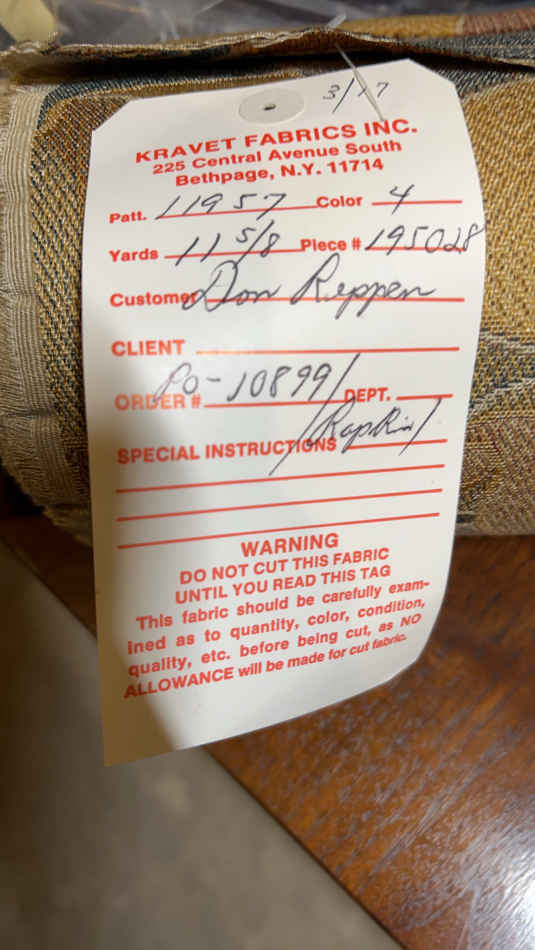 3/17
KRAVET FABRICS INC.
225 Central Avenue South
Bethpage, N.Y. 11714
Patt. 11957 Color 4
Yards 11 5/8 Piece # 195028
Customer Don Reppen
CLIENT
ORDER # PO-10899/ DEPT.
SPECIAL INSTRUCTIONS /RapRin/
WARNING
DO NOT CUT THIS FABRIC
UNTIL YOU READ THIS TAG
This fabric should be carefully exam-
ined as to quantity, color, condition,
quality, etc. before being cut, as NO
ALLOWANCE will be made for cut fabric.